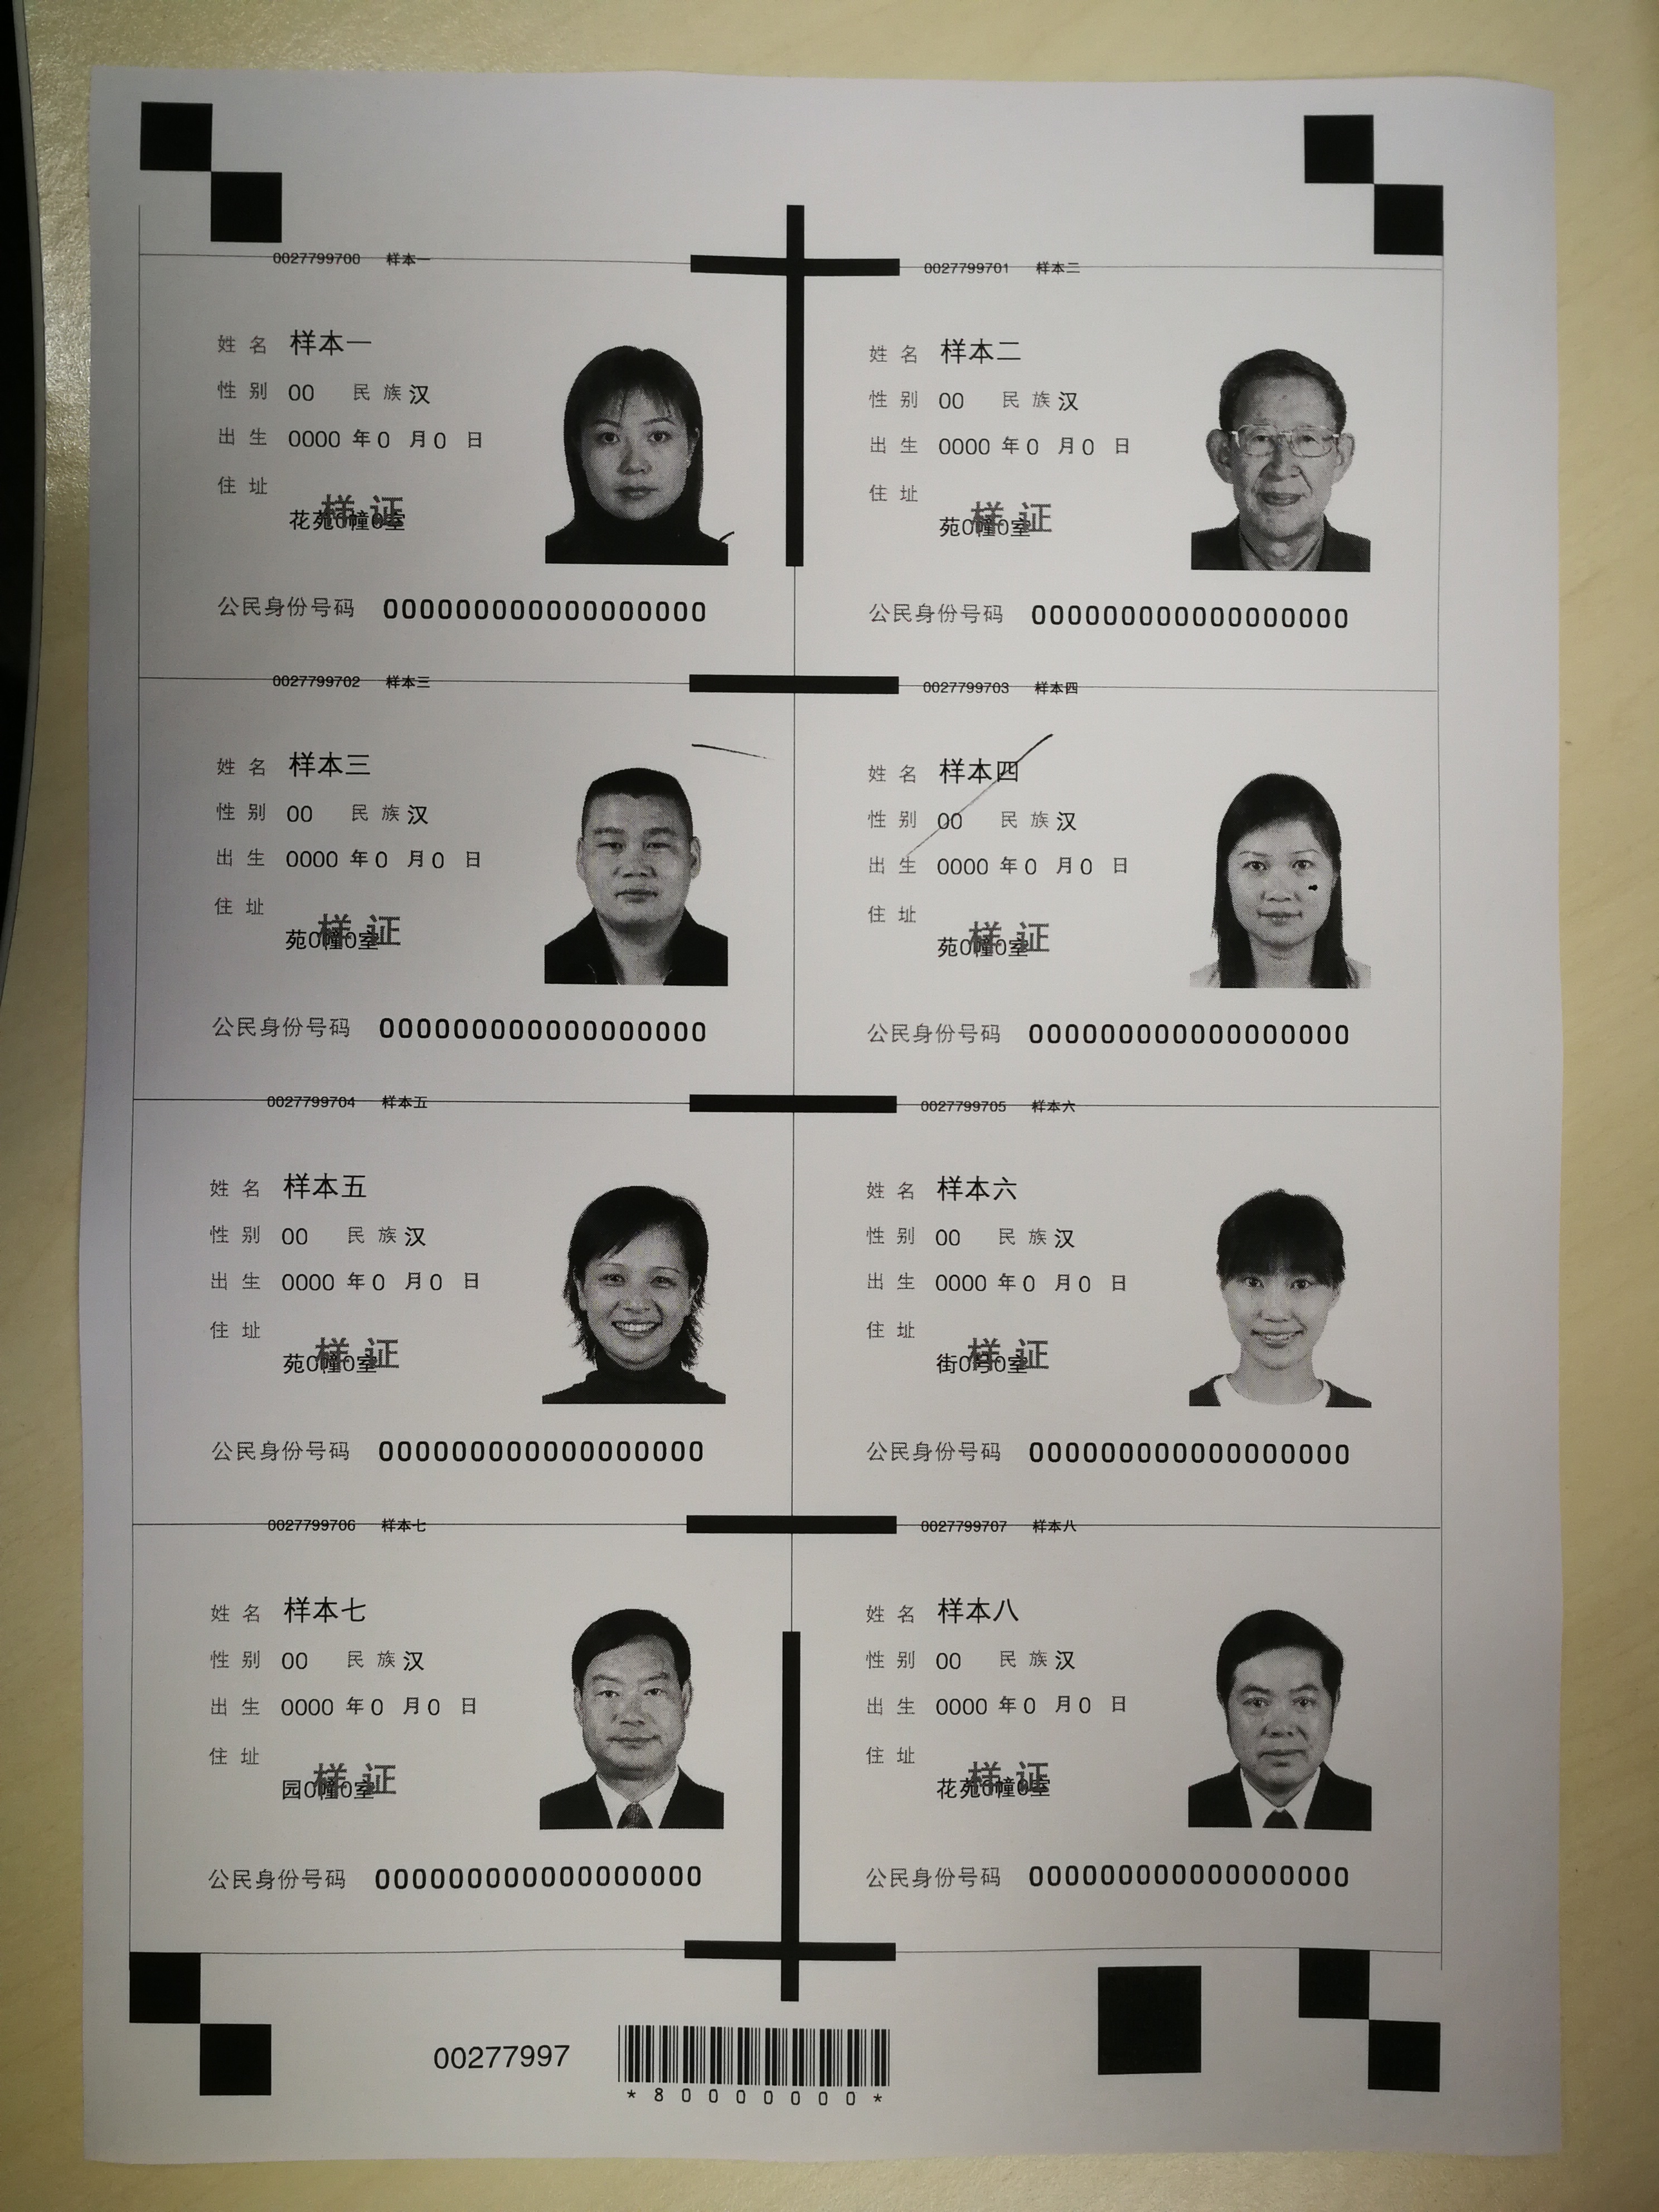 0027799700 样本一
姓名 样本一
性别 00 民族 汉
出生 0000 年 0 月 0 日
住址
样证
花苑0幢0室
公民身份号码 000000000000000000
0027799701 样本二
姓名 样本二
性别 00 民族 汉
出生 0000 年 0 月 0 日
住址
样证
苑0幢0室
公民身份号码 000000000000000000
0027799702 样本三
姓名 样本三
性别 00 民族 汉
出生 0000 年 0 月 0 日
住址
样证
苑0幢0室
公民身份号码 000000000000000000
0027799703 样本四
姓名 样本四
性别 00 民族 汉
出生 0000 年 0 月 0 日
住址
样证
苑0幢0室
公民身份号码 000000000000000000
0027799704 样本五
姓名 样本五
性别 00 民族 汉
出生 0000 年 0 月 0 日
住址
样证
苑0幢0室
公民身份号码 000000000000000000
0027799705 样本六
姓名 样本六
性别 00 民族 汉
出生 0000 年 0 月 0 日
住址
样证
街0号0室
公民身份号码 000000000000000000
0027799706 样本七
姓名 样本七
性别 00 民族 汉
出生 0000 年 0 月 0 日
住址
样证
园0幢0室
公民身份号码 000000000000000000
0027799707 样本八
姓名 样本八
性别 00 民族 汉
出生 0000 年 0 月 0 日
住址
样证
花苑0幢0室
公民身份号码 000000000000000000
00277997
*80000000*